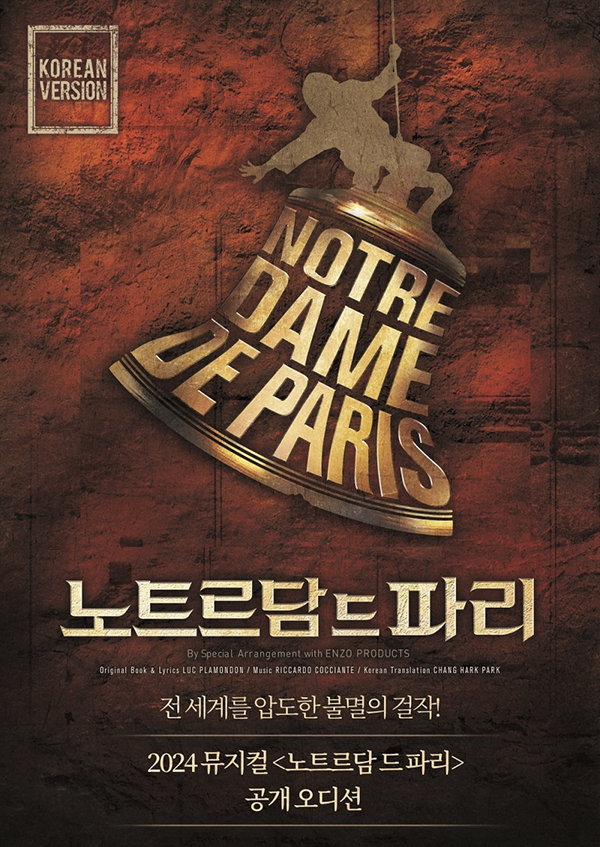 KOREAN
VERSION
NOTRE
DAME
DE PARIS
노트르담 드 파리
By Special Arrangement with ENZO PRODUCTS
Original Book & Lyrics LUC PLAMONDON / Music RICCARDO COCCIANTE / Korean Translation CHANG HARK PARK
전 세계를 압도한 불멸의 걸작!
2024 뮤지컬 <노트르담 드 파리>
공개 오디션